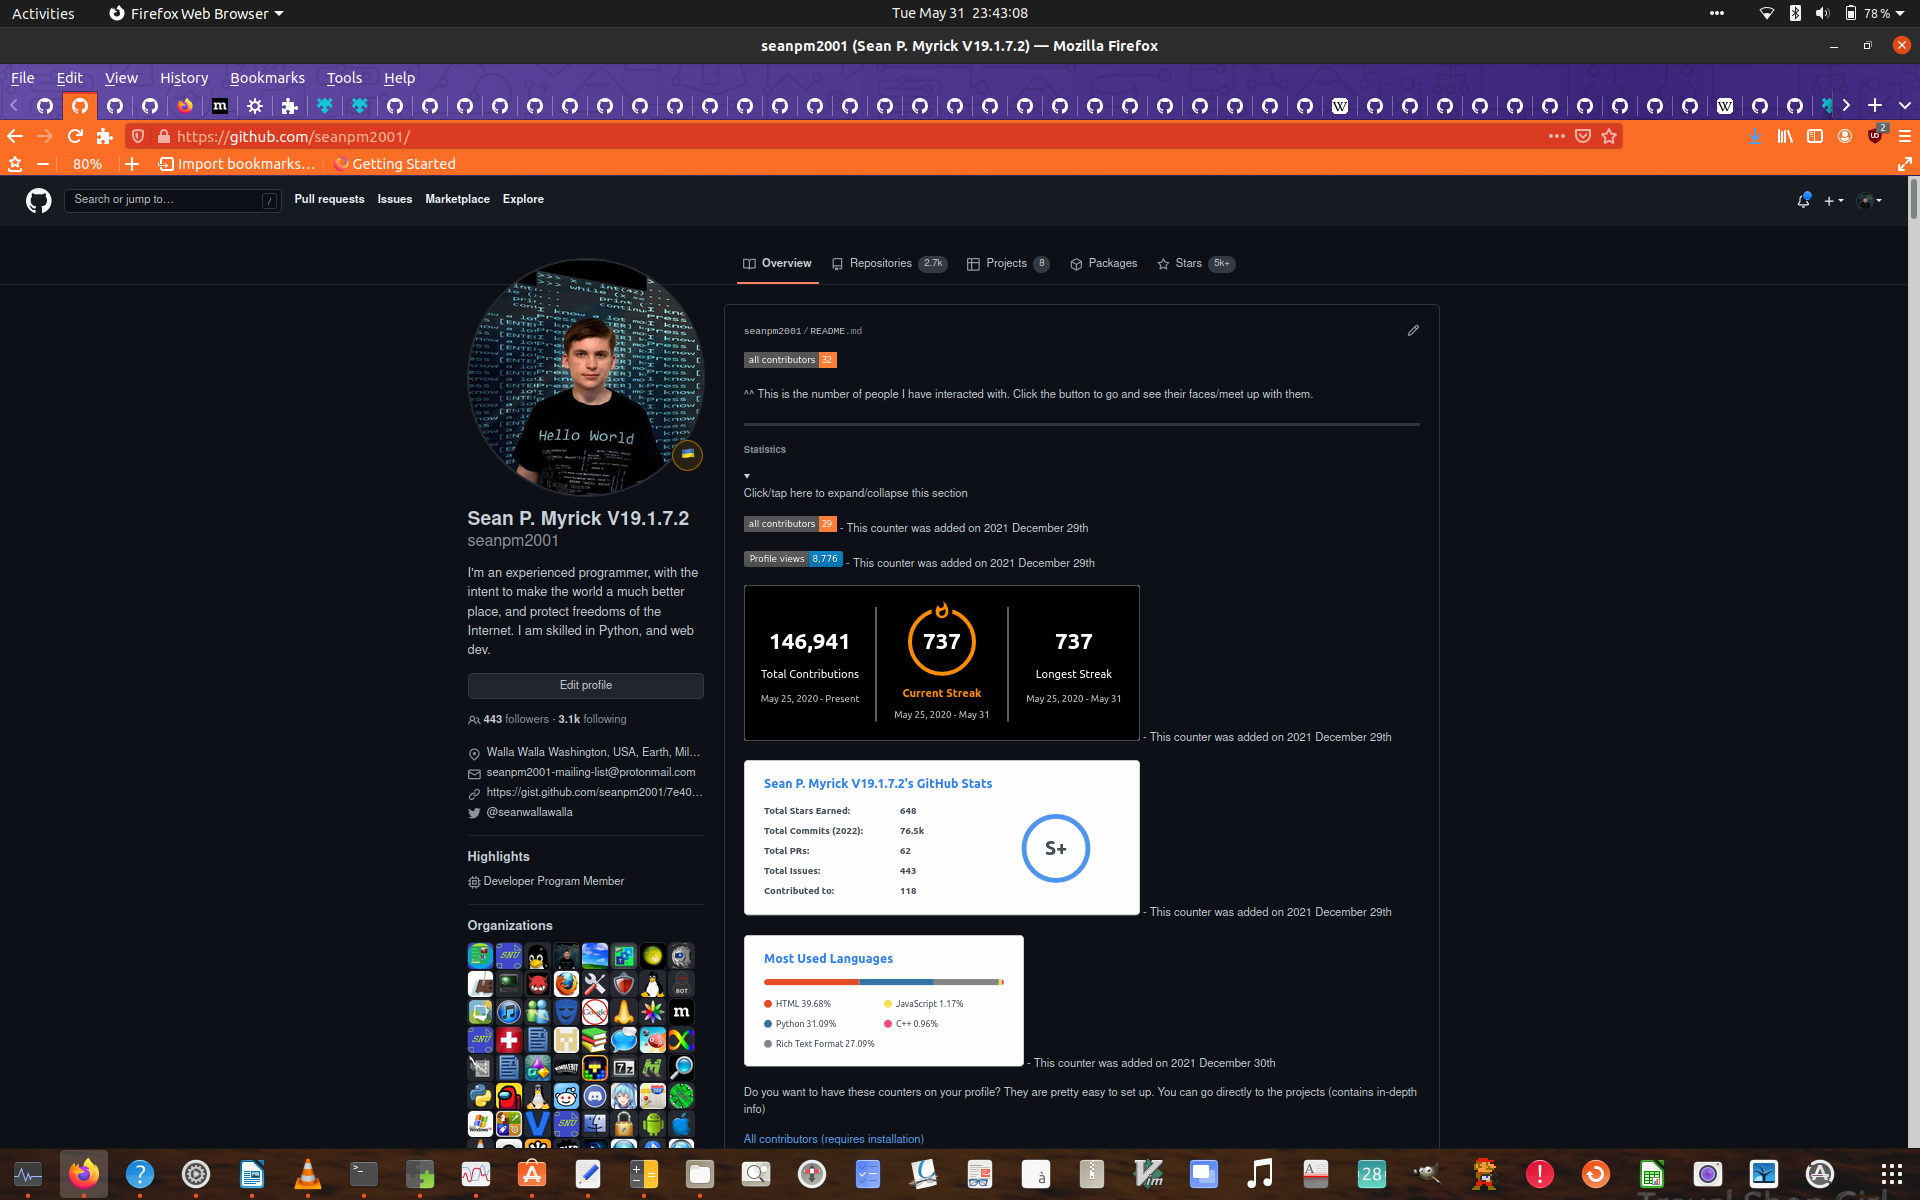 Activities
Firefox Web Browser
Tue May 31 23:43:08
78 %
seanpm2001 (Sean P. Myrick V19.1.7.2) — Mozilla Firefox
File Edit View History Bookmarks Tools Help
https://github.com/seanpm2001/
2
80%
Import bookmarks…
Getting Started
Search or jump to…
/
Pull requests
Issues
Marketplace
Explore
Overview
Repositories 2.7k
Projects 8
Packages
Stars 5k+
Hello World
Sean P. Myrick V19.1.7.2
seanpm2001
I'm an experienced programmer, with the
intent to make the world a much better
place, and protect freedoms of the
Internet. I am skilled in Python, and web
dev.
Edit profile
443 followers · 3.1k following
Walla Walla Washington, USA, Earth, Mil…
seanpm2001-mailing-list@protonmail.com
https://gist.github.com/seanpm2001/7e40…
@seanwallawalla
Highlights
Developer Program Member
Organizations
seanpm2001/README.md
all contributors 32
^^ This is the number of people I have interacted with. Click the button to go and see their faces/meet up with them.
Statistics
Click/tap here to expand/collapse this section
all contributors 29 - This counter was added on 2021 December 29th
Profile views 8,776 - This counter was added on 2021 December 29th
146,941
Total Contributions
May 25, 2020 - Present
737
Current Streak
May 25, 2020 - May 31
737
Longest Streak
May 25, 2020 - May 31
- This counter was added on 2021 December 29th
Sean P. Myrick V19.1.7.2's GitHub Stats
Total Stars Earned: 648
Total Commits (2022): 76.5k
Total PRs: 62
Total Issues: 443
Contributed to: 118
S+
- This counter was added on 2021 December 29th
Most Used Languages
HTML 39.68%
JavaScript 1.17%
Python 31.09%
C++ 0.96%
Rich Text Format 27.09%
- This counter was added on 2021 December 30th
Do you want to have these counters on your profile? They are pretty easy to set up. You can go directly to the projects (contains in-depth
info)
All contributors (requires installation)
28